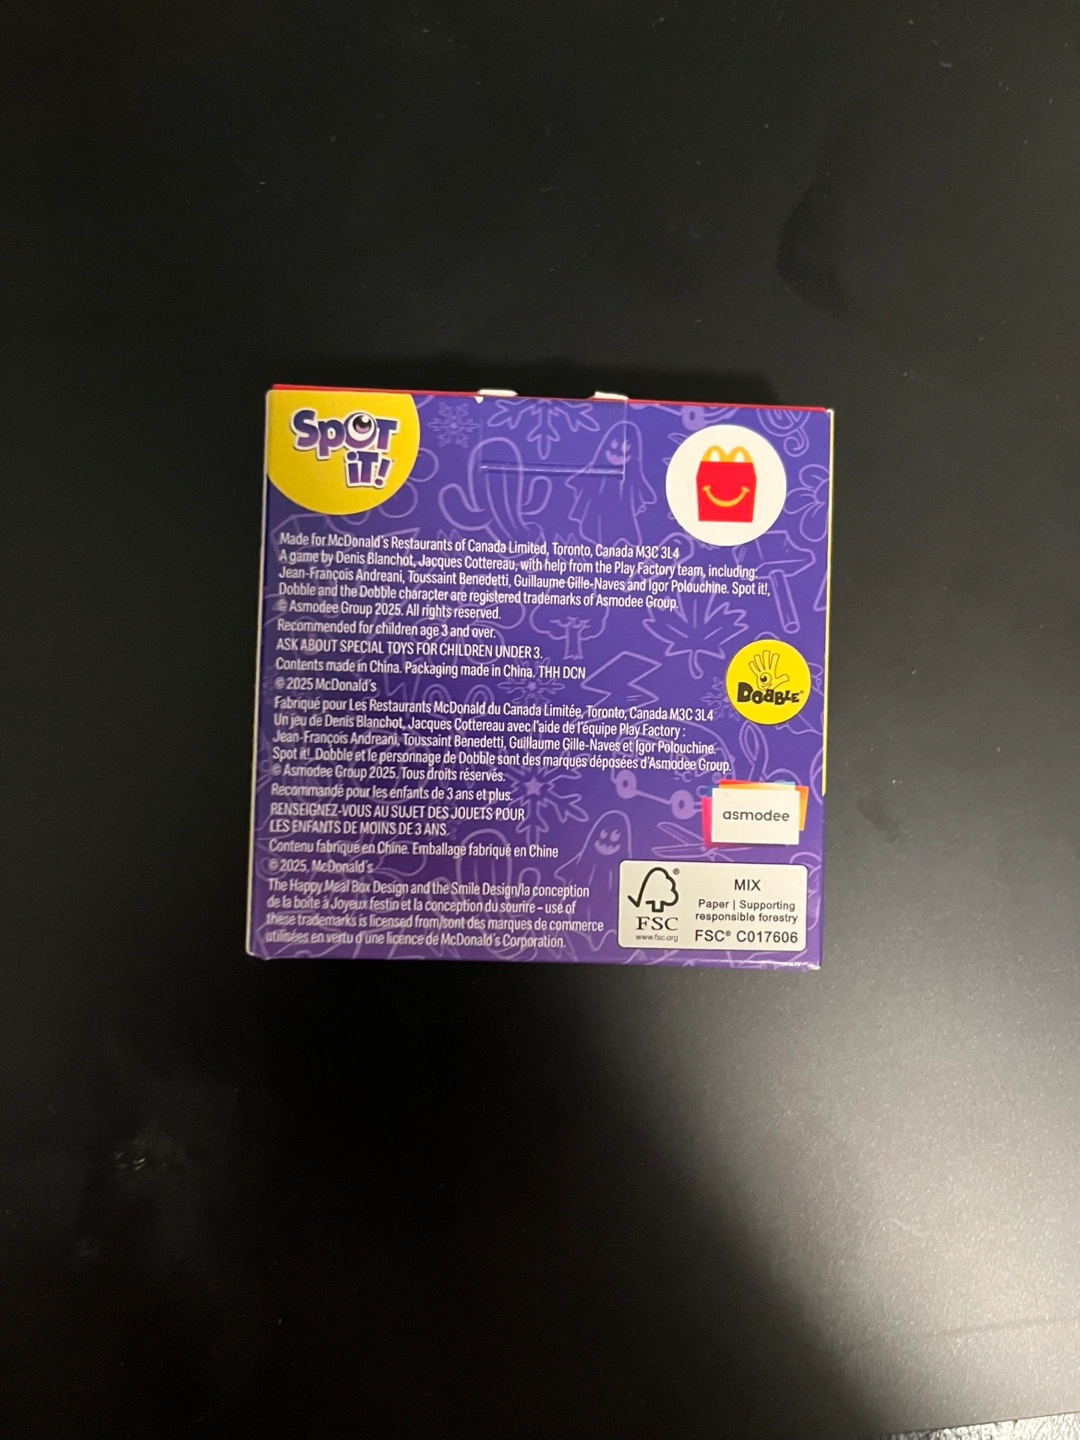 SpOT
iT!
Made for McDonald's Restaurants of Canada Limited, Toronto, Canada M3C 3L4
A game by Denis Blanchot, Jacques Cottereau, with help from the Play Factory team, including:
Jean-François Andreani, Toussaint Benedetti, Guillaume Gille-Naves and Igor Polouchine. Spot it!,
Dobble and the Dobble character are registered trademarks of Asmodee Group.
© Asmodee Group 2025. All rights reserved.
Recommended for children age 3 and over.
ASK ABOUT SPECIAL TOYS FOR CHILDREN UNDER 3.
Contents made in China. Packaging made in China. THH DCN
© 2025 McDonald's
Fabriqué pour Les Restaurants McDonald du Canada Limitée, Toronto, Canada M3C 3L4
Un jeu de Denis Blanchot, Jacques Cottereau avec l'aide de l'équipe Play Factory :
Jean-François Andreani, Toussaint Benedetti, Guillaume Gille-Naves et Igor Polouchine.
Spot it!, Dobble et le personnage de Dobble sont des marques déposées d'Asmodee Group.
© Asmodee Group 2025. Tous droits réservés.
Recommandé pour les enfants de 3 ans et plus.
RENSEIGNEZ-VOUS AU SUJET DES JOUETS POUR
LES ENFANTS DE MOINS DE 3 ANS.
Contenu fabriqué en Chine. Emballage fabriqué en Chine
© 2025, McDonald's
The Happy Meal Box Design and the Smile Design/la conception
de la boîte à Joyeux festin et la conception du sourire – use of
these trademarks is licensed from/sont des marques de commerce
utilisées en vertu d'une licence de McDonald's Corporation.
DOBBLE
asmodee
FSC
www.fsc.org
MIX
Paper | Supporting
responsible forestry
FSC® C017606